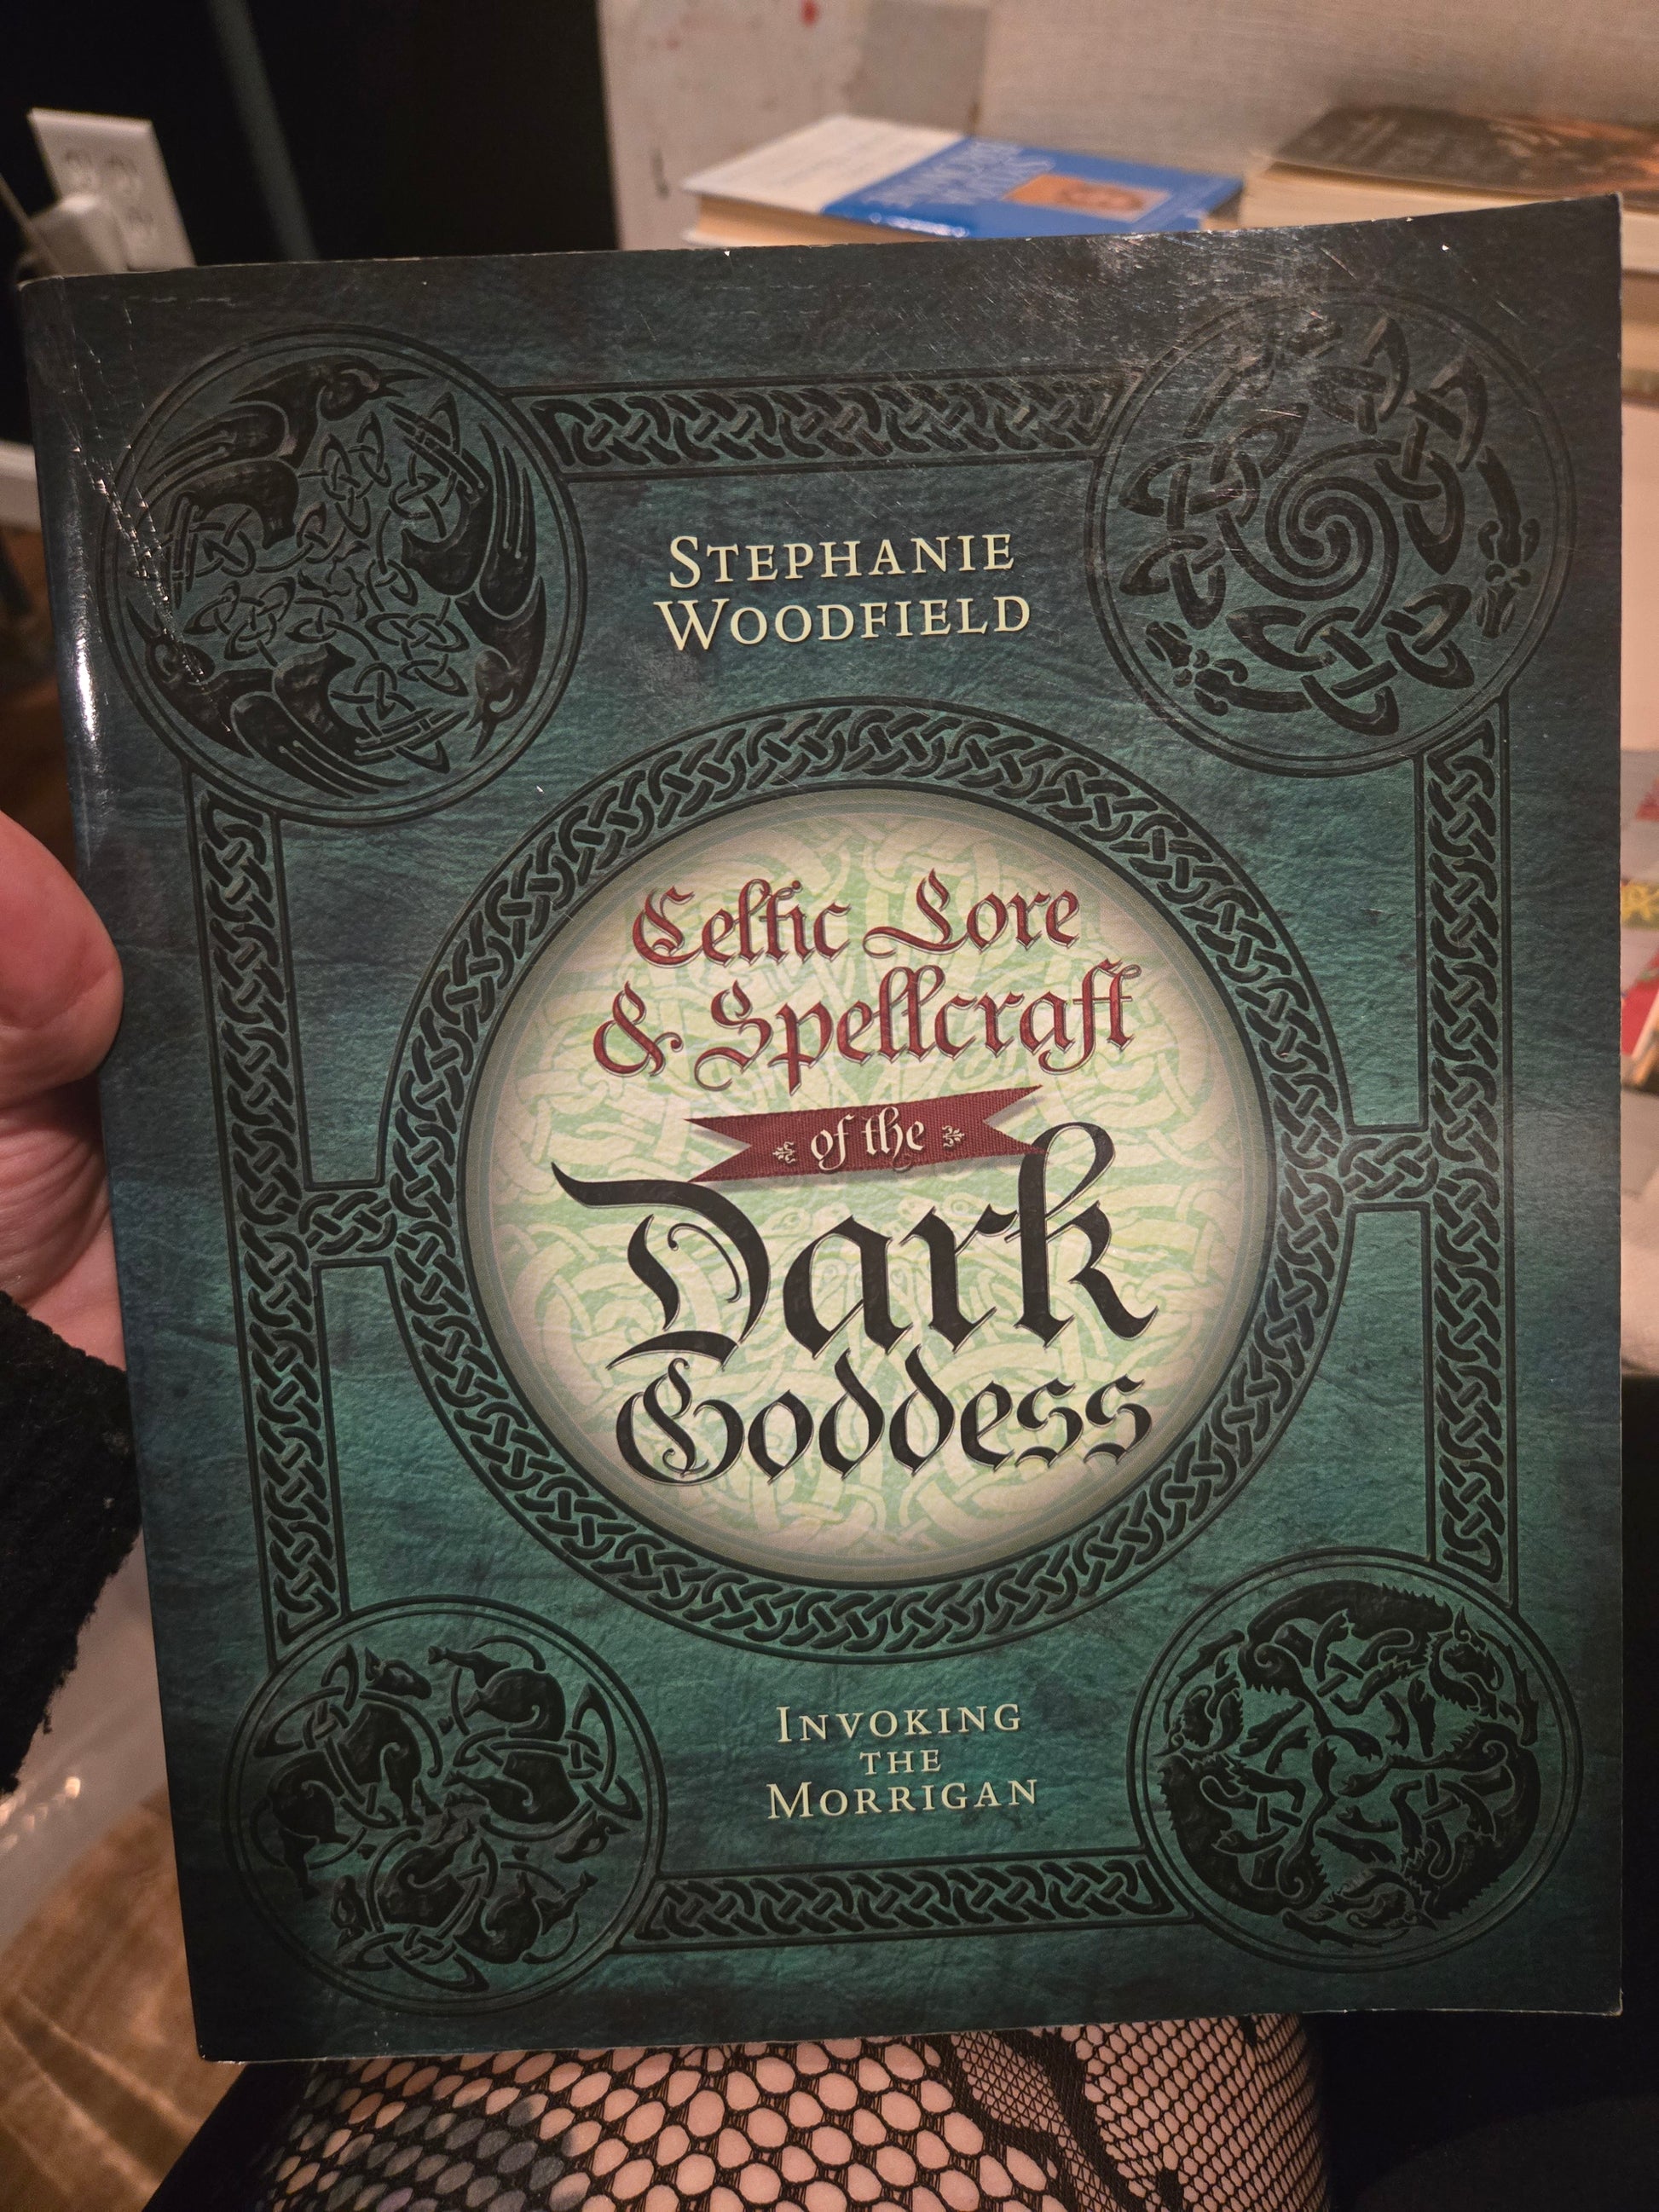 STEPHANIE
WOODFIELD
Celtic Lore
& Spellcraft
of the
Dark
Goddess
INVOKING
THE
MORRIGAN